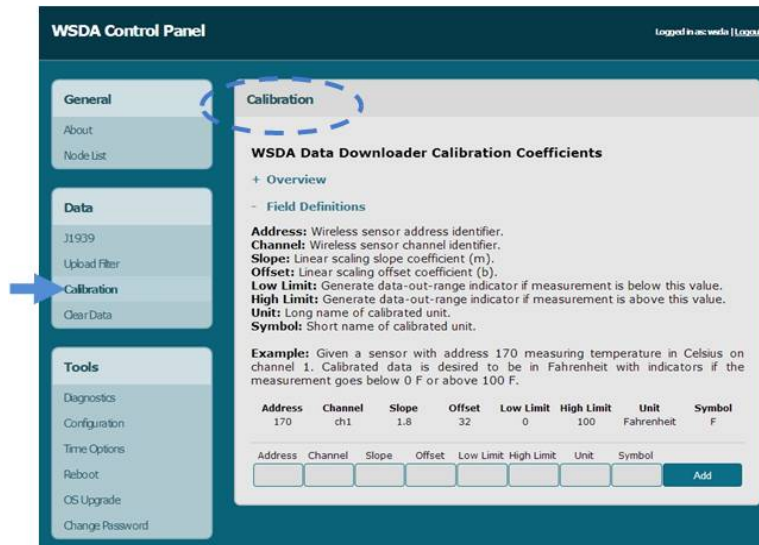 WSDA Control Panel
Logged in as: wsda | Logout
General
About
Node List
Data
J1939
Upload Filter
Calibration
Clear Data
Tools
Diagnostics
Configuration
Time Options
Reboot
OS Upgrade
Change Password
Calibration
WSDA Data Downloader Calibration Coefficients
+ Overview
- Field Definitions
Address: Wireless sensor address identifier.
Channel: Wireless sensor channel identifier.
Slope: Linear scaling slope coefficient (m).
Offset: Linear scaling offset coefficient (b).
Low Limit: Generate data-out-range indicator if measurement is below this value.
High Limit: Generate data-out-range indicator if measurement is above this value.
Unit: Long name of calibrated unit.
Symbol: Short name of calibrated unit.
Example: Given a sensor with address 170 measuring temperature in Celsius on
channel 1. Calibrated data is desired to be in Fahrenheit with indicators if the
measurement goes below 0 F or above 100 F.
Address Channel Slope Offset Low Limit High Limit Unit Symbol
170 ch1 1.8 32 0 100 Fahrenheit F
Address Channel Slope Offset Low Limit High Limit Unit Symbol
Add